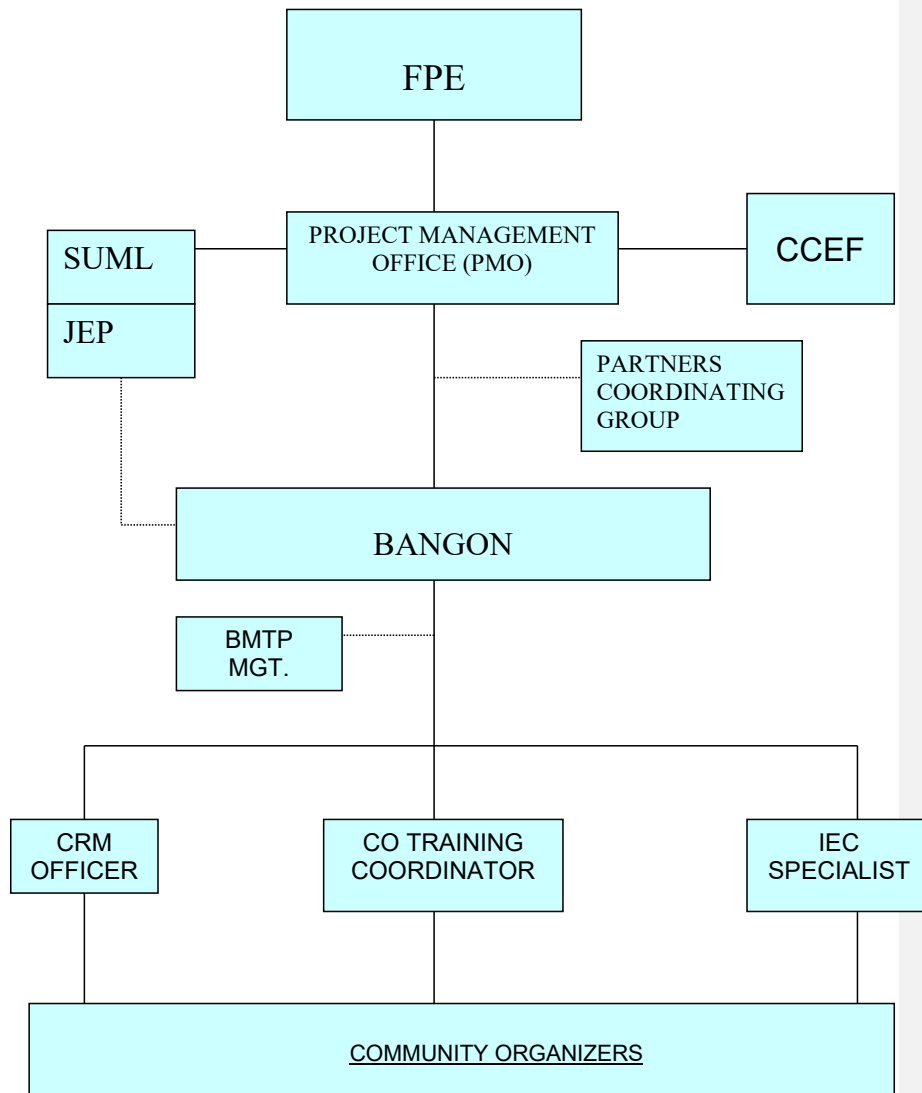 FPE
PROJECT MANAGEMENT
OFFICE (PMO)
SUML
JEP
CCEF
PARTNERS
COORDINATING
GROUP
BANGON
BMTP
MGT.
CRM
OFFICER
CO TRAINING
COORDINATOR
IEC
SPECIALIST
COMMUNITY ORGANIZERS